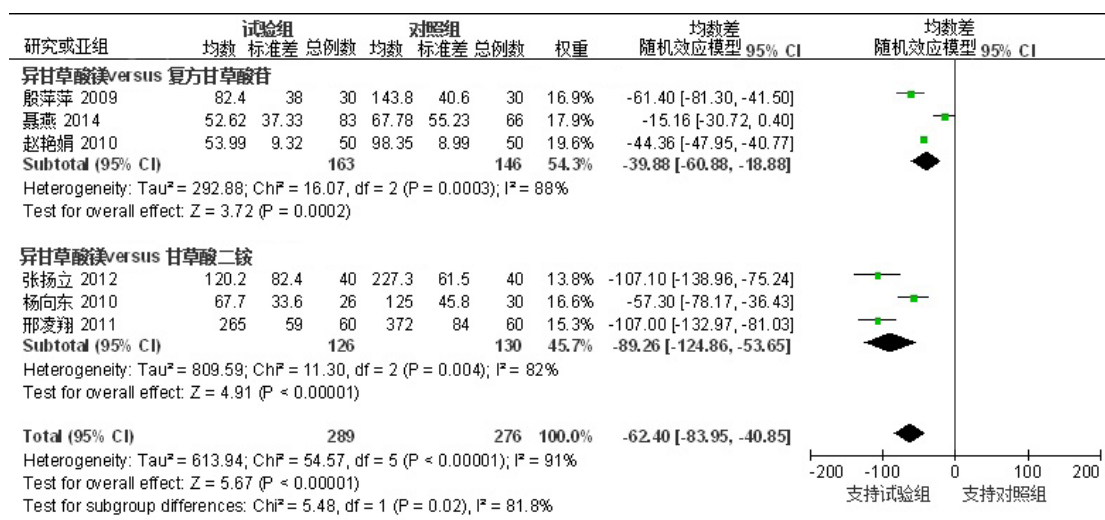 试验组 对照组 均数差 均数差
研究或亚组 均数 标准差 总例数 均数 标准差 总例数 权重 随机效应模型 95% CI 随机效应模型 95% CI
异甘草酸镁versus 复方甘草酸苷
殷萍萍 2009 82.4 38 30 143.8 40.6 30 16.9% -61.40 [-81.30, -41.50]
聂燕 2014 52.62 37.33 83 67.78 55.23 66 17.9% -15.16 [-30.72, 0.40]
赵艳娟 2010 53.99 9.32 50 98.35 8.99 50 19.6% -44.36 [-47.95, -40.77]
Subtotal (95% CI) 163 146 54.3% -39.88 [-60.88, -18.88]
Heterogeneity: Tau² = 292.88; Chi² = 16.07, df = 2 (P = 0.0003); I² = 88%
Test for overall effect: Z = 3.72 (P = 0.0002)
异甘草酸镁versus 甘草酸二铵
张扬立 2012 120.2 82.4 40 227.3 61.5 40 13.8% -107.10 [-138.96, -75.24]
杨向东 2010 67.7 33.6 26 125 45.8 30 16.6% -57.30 [-78.17, -36.43]
邢凌翔 2011 265 59 60 372 84 60 15.3% -107.00 [-132.97, -81.03]
Subtotal (95% CI) 126 130 45.7% -89.26 [-124.86, -53.65]
Heterogeneity: Tau² = 809.59; Chi² = 11.30, df = 2 (P = 0.004); I² = 82%
Test for overall effect: Z = 4.91 (P < 0.00001)
Total (95% CI) 289 276 100.0% -62.40 [-83.95, -40.85]
Heterogeneity: Tau² = 613.94; Chi² = 54.57, df = 5 (P < 0.00001); I² = 91%
Test for overall effect: Z = 5.67 (P < 0.00001)
Test for subgroup differences: Chi² = 5.48, df = 1 (P = 0.02), I² = 81.8%
-200 -100 0 100 200
支持试验组 支持对照组